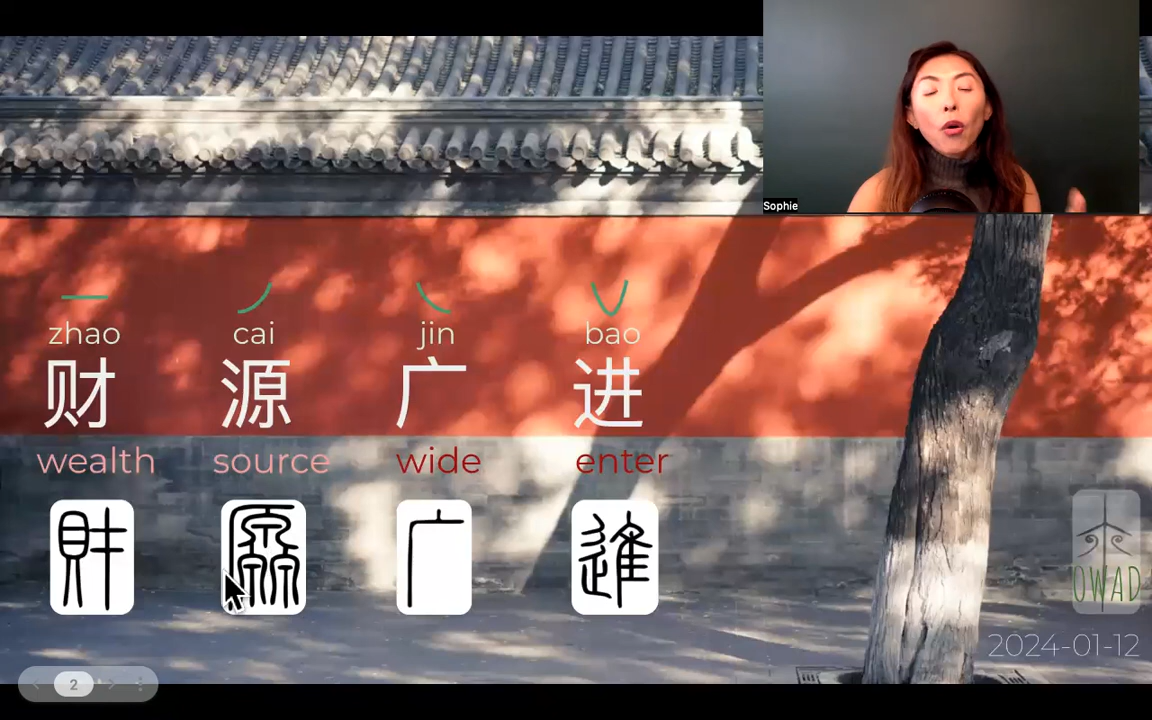 Sophie
zhao cai jin bao
财 源 广 进
wealth source wide enter
財 原 广 進
OWAD
2024-01-12
2